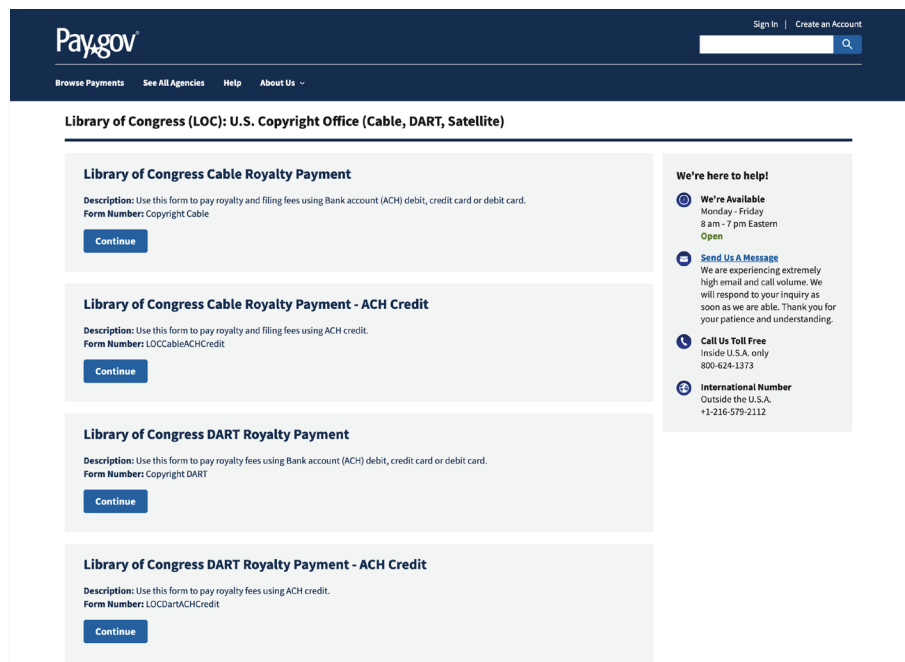 Sign In | Create an Account
Pay.gov®
Browse Payments See All Agencies Help About Us
Library of Congress (LOC): U.S. Copyright Office (Cable, DART, Satellite)
Library of Congress Cable Royalty Payment
Description: Use this form to pay royalty and filing fees using Bank account (ACH) debit, credit card or debit card.
Form Number: Copyright Cable
Continue
Library of Congress Cable Royalty Payment - ACH Credit
Description: Use this form to pay royalty and filing fees using ACH credit.
Form Number: LOCCableACHCredit
Continue
Library of Congress DART Royalty Payment
Description: Use this form to pay royalty fees using Bank account (ACH) debit, credit card or debit card.
Form Number: Copyright DART
Continue
Library of Congress DART Royalty Payment - ACH Credit
Description: Use this form to pay royalty fees using ACH credit.
Form Number: LOCDartACHCredit
Continue
We're here to help!
We're Available
Monday - Friday
8 am - 7 pm Eastern
Open
Send Us A Message
We are experiencing extremely
high email and call volume. We
will respond to your inquiry as
soon as we are able. Thank you for
your patience and understanding.
Call Us Toll Free
Inside U.S.A. only
800-624-1373
International Number
Outside the U.S.A.
+1-216-579-2112